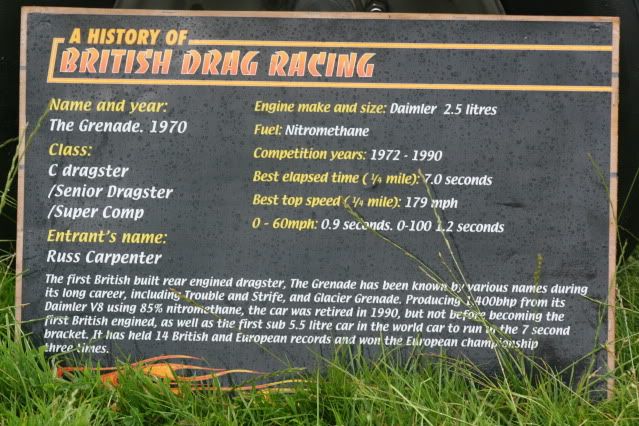 A HISTORY OF
BRITISH DRAG RACING
Name and year:
The Grenade. 1970
Class:
C dragster
/Senior Dragster
/Super Comp
Entrant's name:
Russ Carpenter
Engine make and size: Daimler 2.5 litres
Fuel: Nitromethane
Competition years: 1972 - 1990
Best elapsed time (¼ mile): 7.0 seconds
Best top speed (¼ mile): 179 mph
0 - 60mph: 0.9 seconds. 0-100 1.2 seconds
The first British built rear engined dragster, The Grenade has been known by various names during
its long career, including Trouble and Strife, and Glacier Grenade. Producing 1,400bhp from its
Daimler V8 using 85% nitromethane, the car was retired in 1990, but not before becoming the
first British engined, as well as the first sub 5.5 litre car in the world car to run in the 7 second
bracket. It has held 14 British and European records and won the European championship
three times.